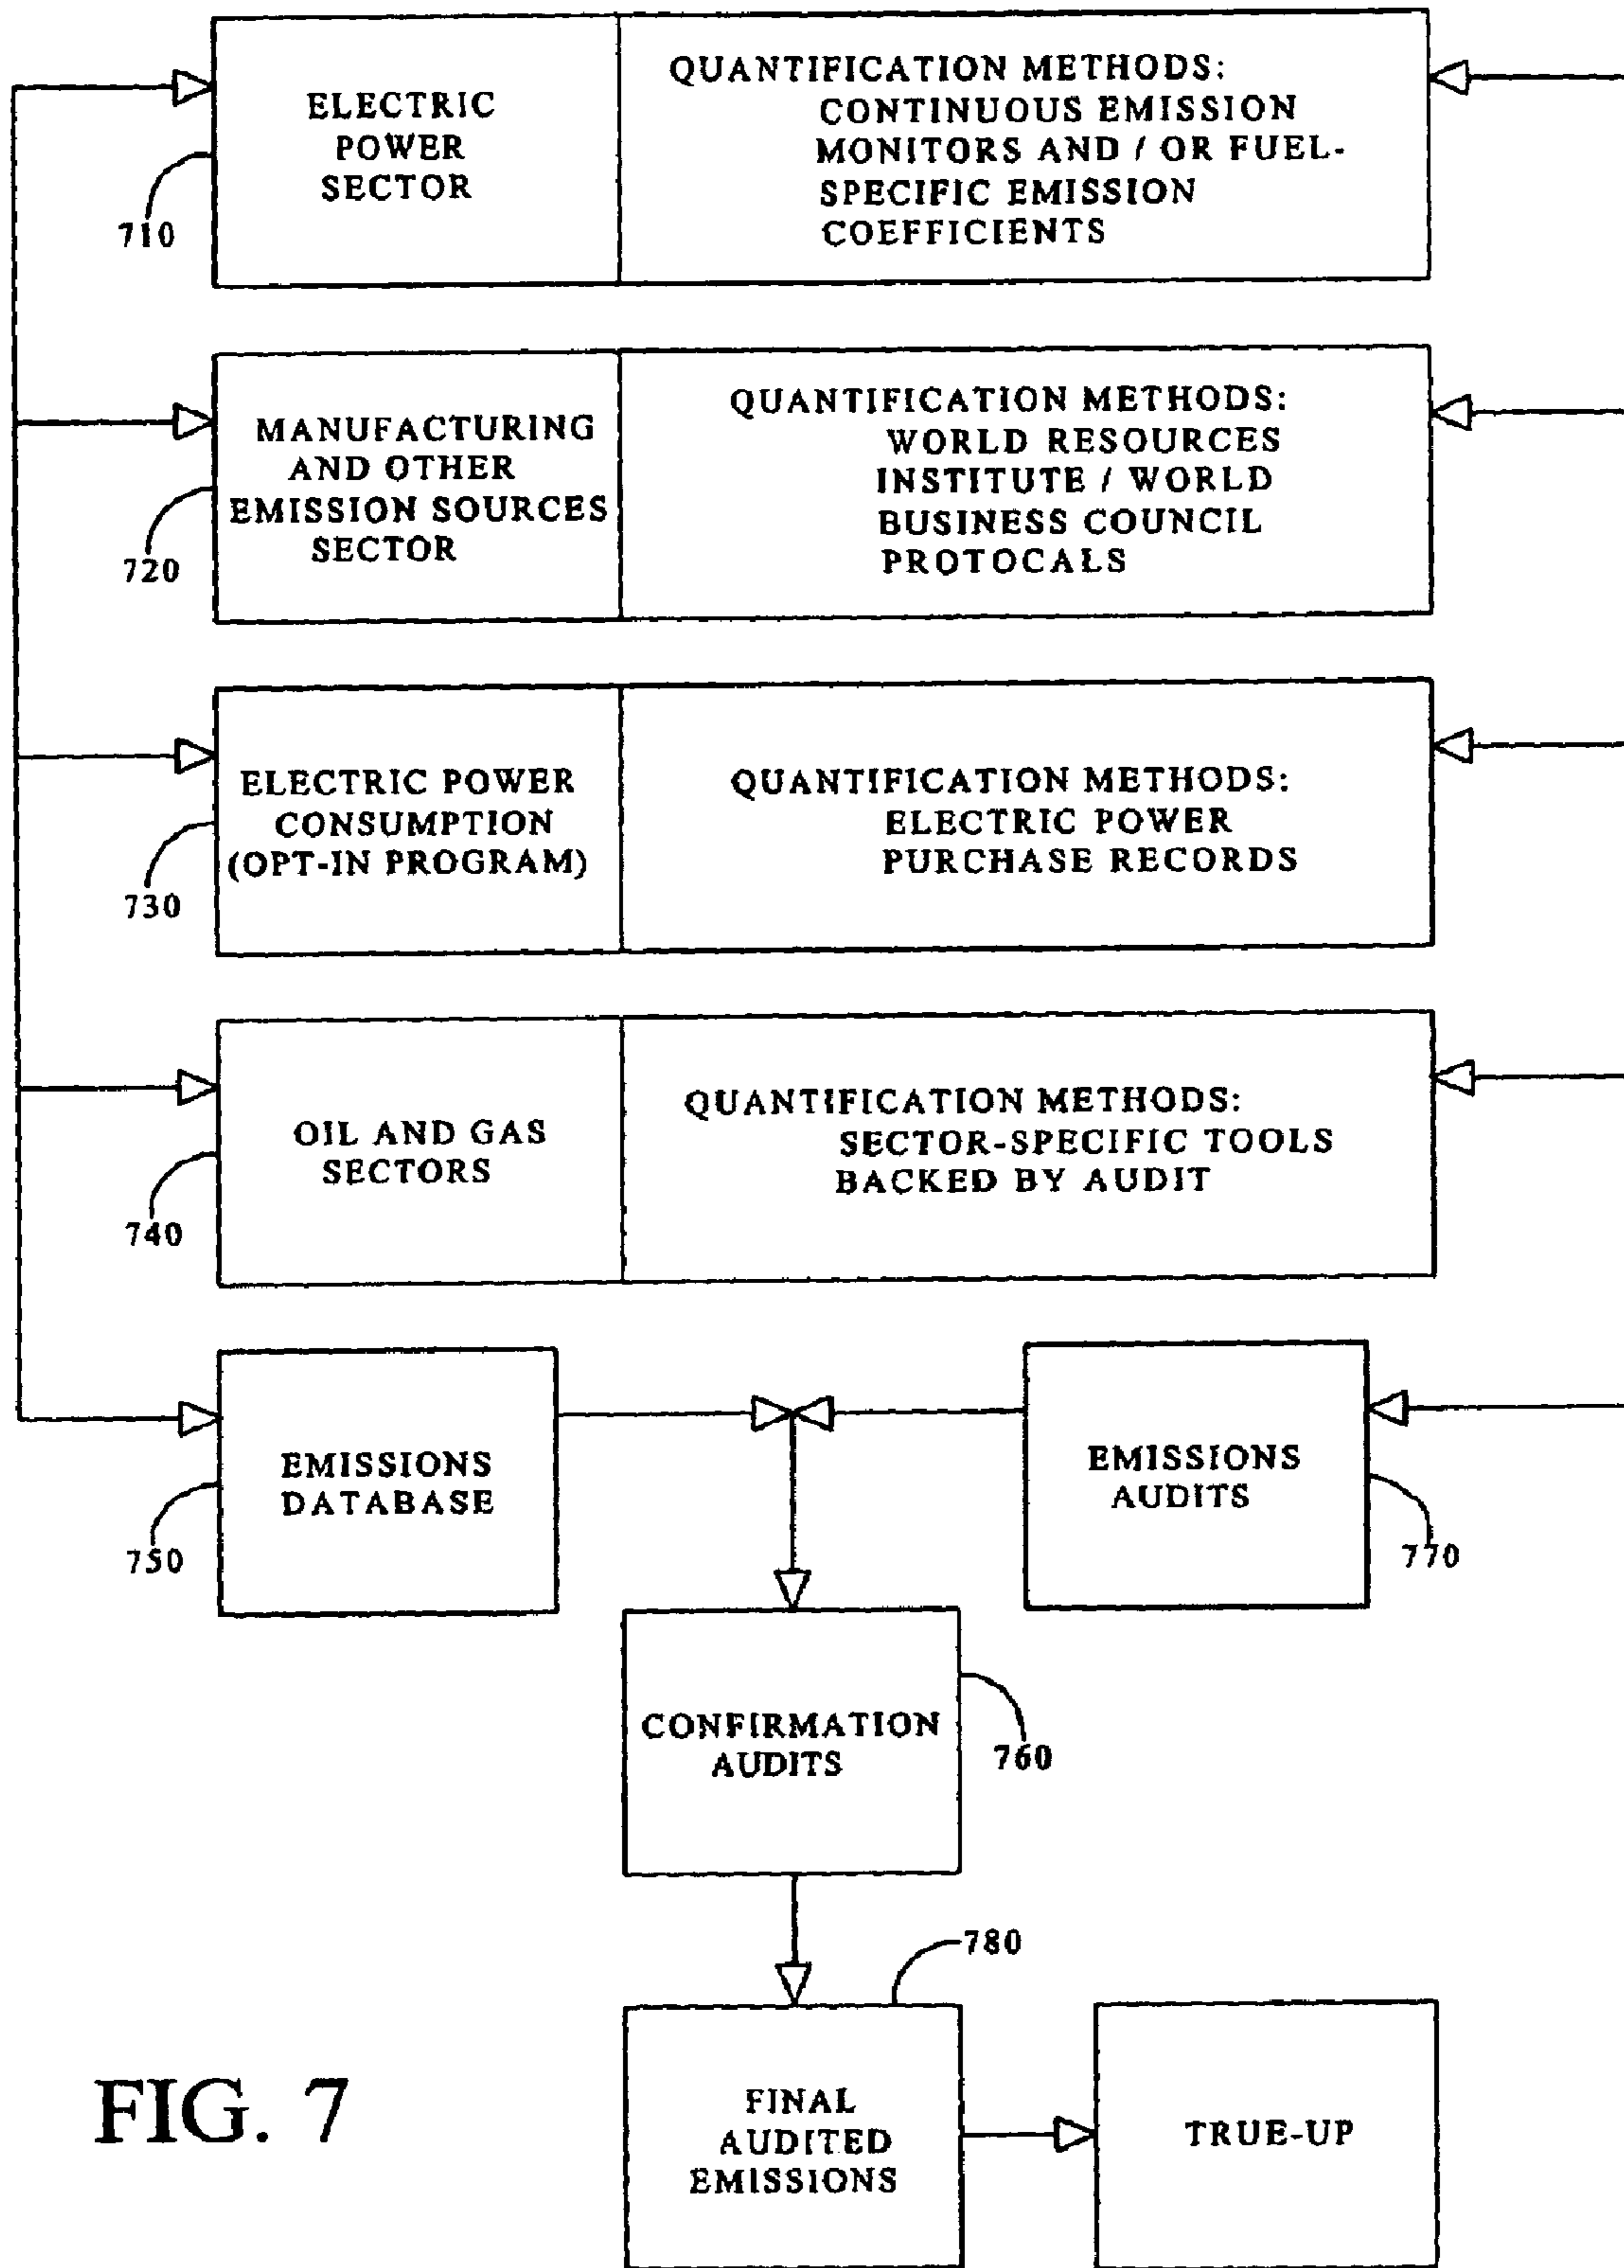 ELECTRIC
POWER
SECTOR
710
QUANTIFICATION METHODS:
CONTINUOUS EMISSION
MONITORS AND / OR FUEL-
SPECIFIC EMISSION
COEFFICIENTS
MANUFACTURING
AND OTHER
EMISSION SOURCES
SECTOR
720
QUANTIFICATION METHODS:
WORLD RESOURCES
INSTITUTE / WORLD
BUSINESS COUNCIL
PROTOCALS
ELECTRIC POWER
CONSUMPTION
(OPT-IN PROGRAM)
730
QUANTIFICATION METHODS:
ELECTRIC POWER
PURCHASE RECORDS
OIL AND GAS
SECTORS
740
QUANTIFICATION METHODS:
SECTOR-SPECIFIC TOOLS
BACKED BY AUDIT
EMISSIONS
DATABASE
750
EMISSIONS
AUDITS
770
CONFIRMATION
AUDITS
760
780
FINAL
AUDITED
EMISSIONS
TRUE-UP
FIG. 7